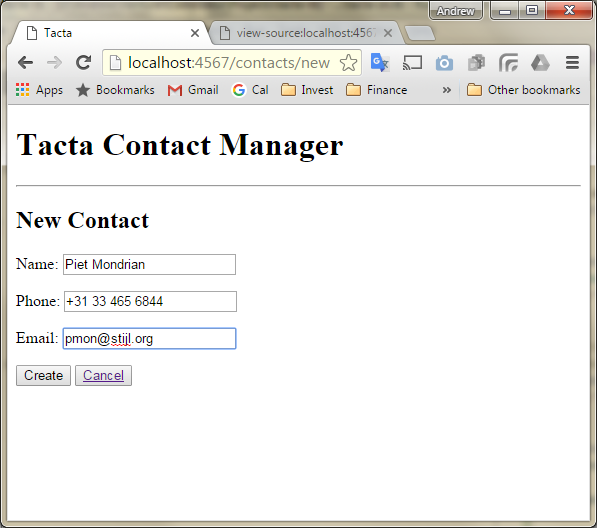 Andrew
Tacta
view-source:localhost:4567
localhost:4567/contacts/new
Apps Bookmarks Gmail Cal Invest Finance » Other bookmarks
Tacta Contact Manager
New Contact
Name: Piet Mondrian
Phone: +31 33 465 6844
Email: pmon@stijl.org
Create Cancel